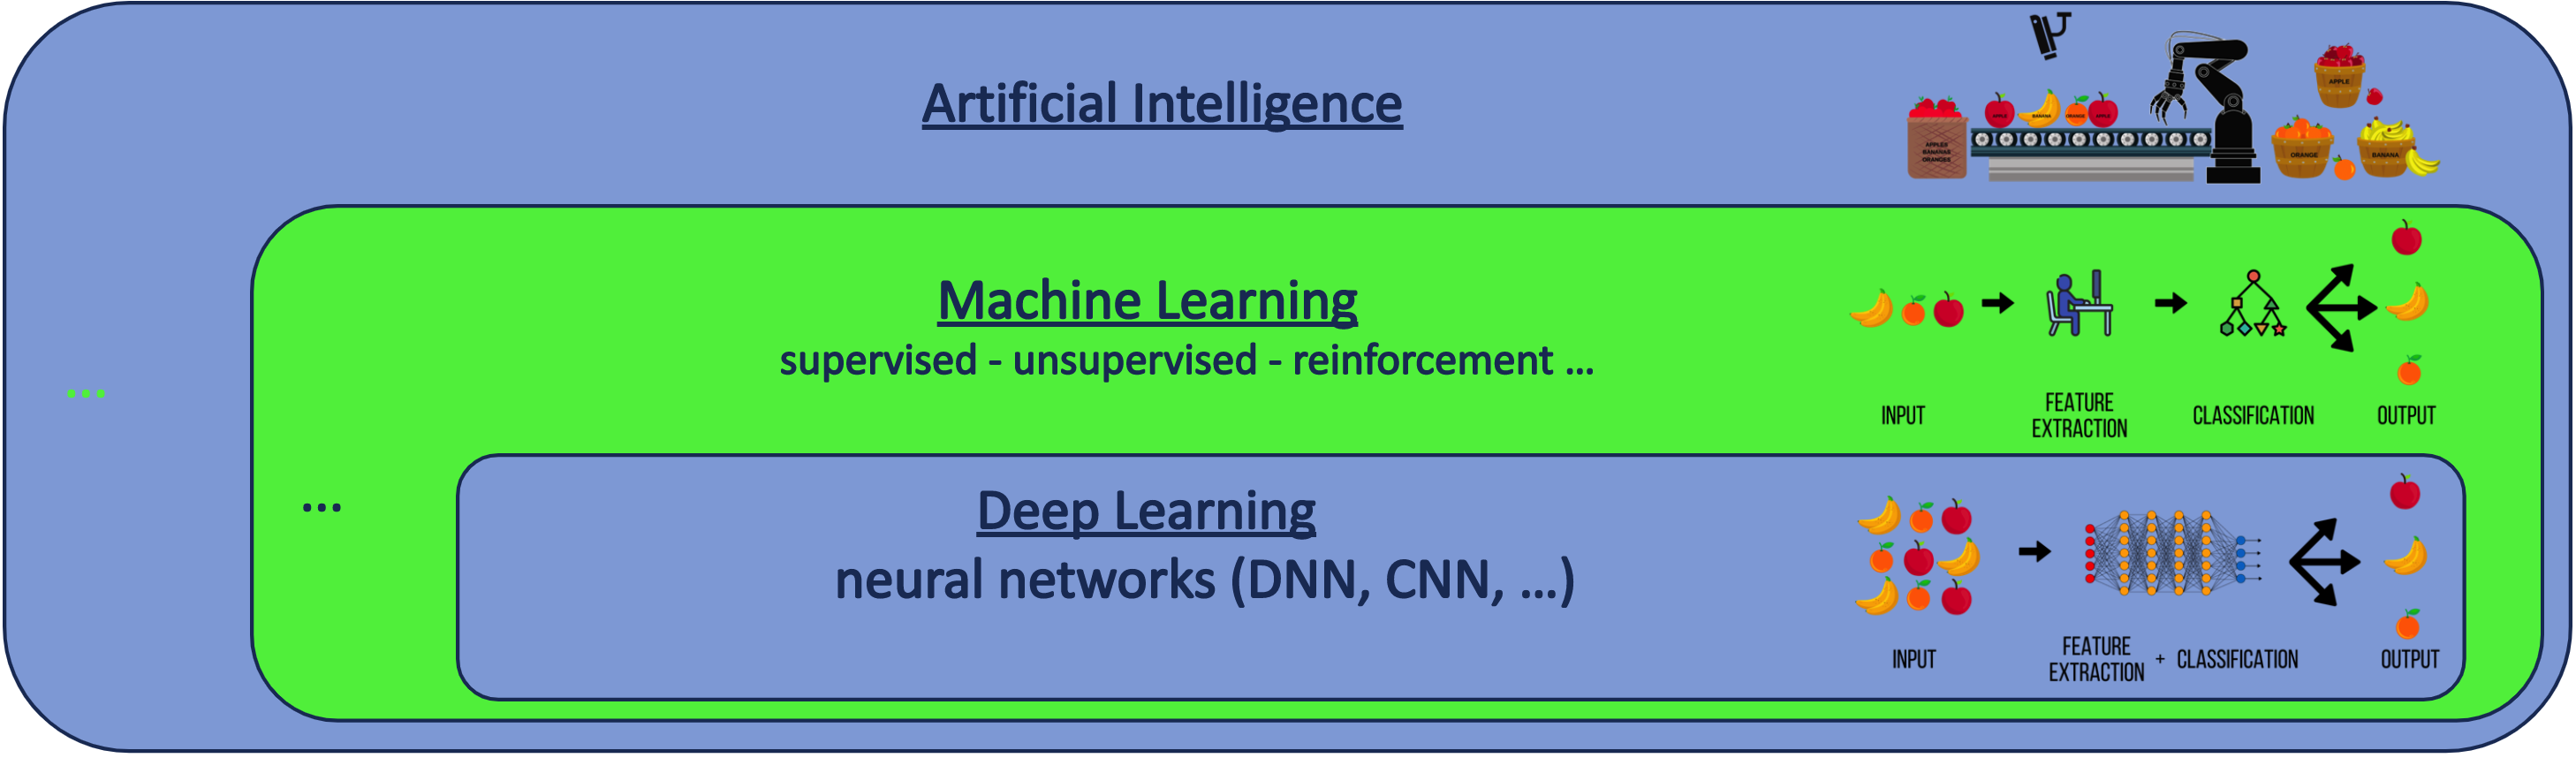 Artificial Intelligence
APPLES
BANANAS
ORANGES
APPLE
BANANA
ORANGE
APPLE
APPLE
ORANGE
BANANA
Machine Learning
supervised - unsupervised - reinforcement ...
...
INPUT
FEATURE
EXTRACTION
CLASSIFICATION
OUTPUT
...
Deep Learning
neural networks (DNN, CNN, ...)
INPUT
FEATURE
EXTRACTION
+
CLASSIFICATION
OUTPUT